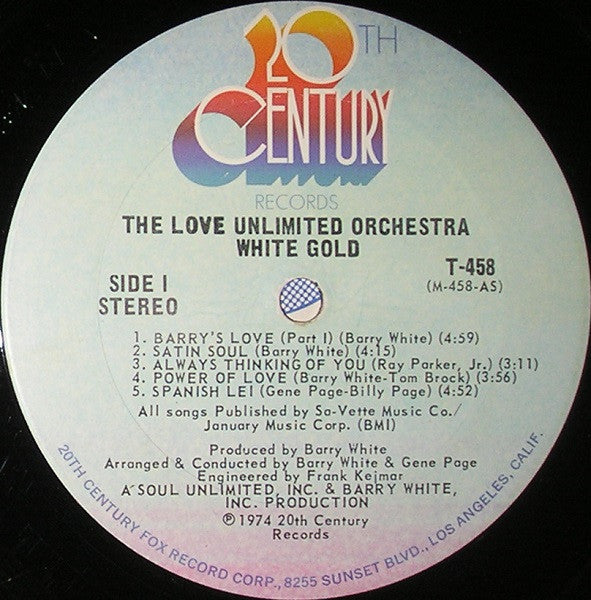 20TH
CENTURY
RECORDS
THE LOVE UNLIMITED ORCHESTRA
WHITE GOLD
SIDE I
STEREO
T-458
(M-458-AS)
1. BARRY'S LOVE (Part I) (Barry White) (4:59)
2. SATIN SOUL (Barry White) (4:15)
3. ALWAYS THINKING OF YOU (Ray Parker, Jr.) (3:11)
4. POWER OF LOVE (Barry White-Tom Brock) (3:56)
5. SPANISH LEI (Gene Page-Billy Page) (4:52)
All songs Published by Sa-Vette Music Co./
January Music Corp. (BMI)
Produced by Barry White
Arranged & Conducted by Barry White & Gene Page
Engineered by Frank Kejmar
A SOUL UNLIMITED, INC. & BARRY WHITE,
INC. PRODUCTION
℗ 1974 20th Century
Records
20TH CENTURY FOX RECORD CORP., 8255 SUNSET BLVD., LOS ANGELES, CALIF.